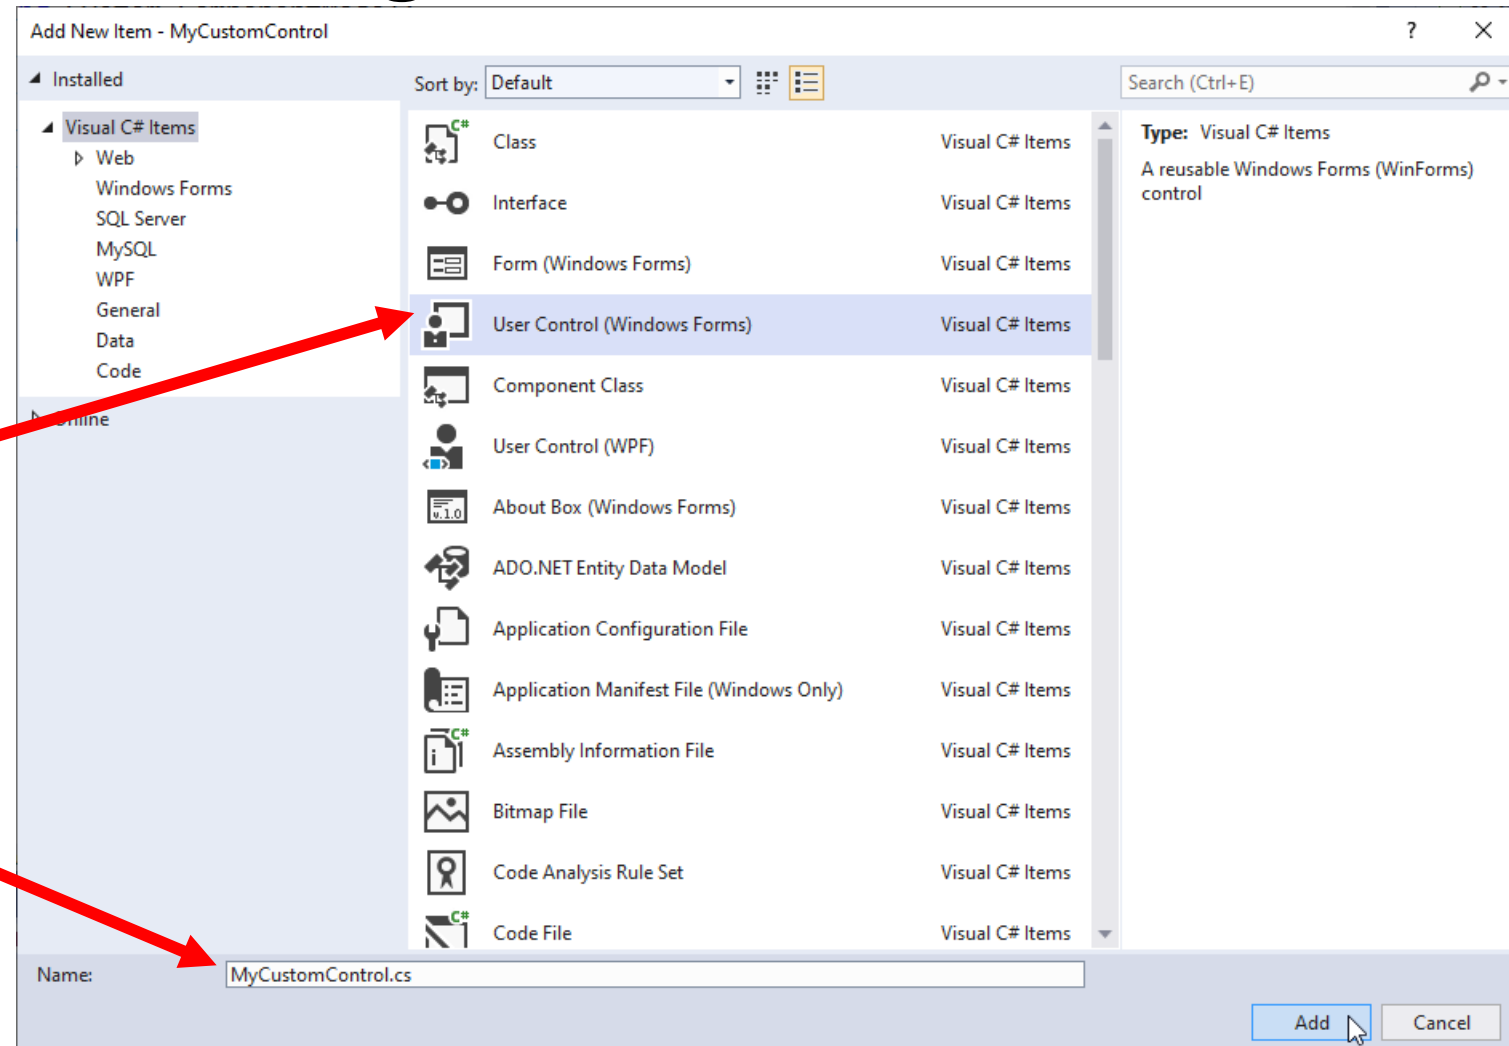 Add New Item - MyCustomControl
?
Installed
Sort by: Default
Search (Ctrl+E)
Visual C# Items
Web
Windows Forms
SQL Server
MySQL
WPF
General
Data
Code
Online
C#
Class Visual C# Items
Interface Visual C# Items
Form (Windows Forms) Visual C# Items
User Control (Windows Forms) Visual C# Items
Component Class Visual C# Items
User Control (WPF) Visual C# Items
v.1.0
About Box (Windows Forms) Visual C# Items
ADO.NET Entity Data Model Visual C# Items
Application Configuration File Visual C# Items
Application Manifest File (Windows Only) Visual C# Items
C#
Assembly Information File Visual C# Items
Bitmap File Visual C# Items
Code Analysis Rule Set Visual C# Items
C#
Code File Visual C# Items
Type: Visual C# Items
A reusable Windows Forms (WinForms)
control
Name: MyCustomControl.cs
Add Cancel